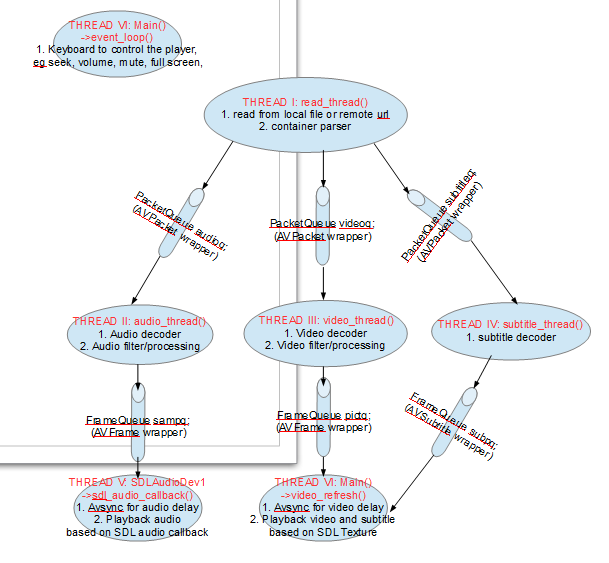 THREAD VI: Main()
->event_loop()
1. Keyboard to control the player,
eg seek, volume, mute, full screen,
THREAD I: read_thread()
1. read from local file or remote url
2. container parser
PacketQueue audioq;
(AVPacket wrapper)
PacketQueue videoq;
(AVPacket wrapper)
PacketQueue subtitleq;
(AVPacket wrapper)
THREAD II: audio_thread()
1. Audio decoder
2. Audio filter/processing
THREAD III: video_thread()
1. Video decoder
2. Video filter/processing
THREAD IV: subtitle_thread()
1. subtitle decoder
FrameQueue sampq;
(AVFrame wrapper)
FrameQueue pictq;
(AVFrame wrapper)
FrameQueue subpq;
(AVSubtitle wrapper)
THREAD V: SDLAudioDev1
->sdl_audio_callback()
1. Avsync for audio delay
2. Playback audio
based on SDL audio callback
THREAD VI: Main()
->video_refresh()
1. Avsync for video delay
2. Playback video and subtitle
based on SDL Texture